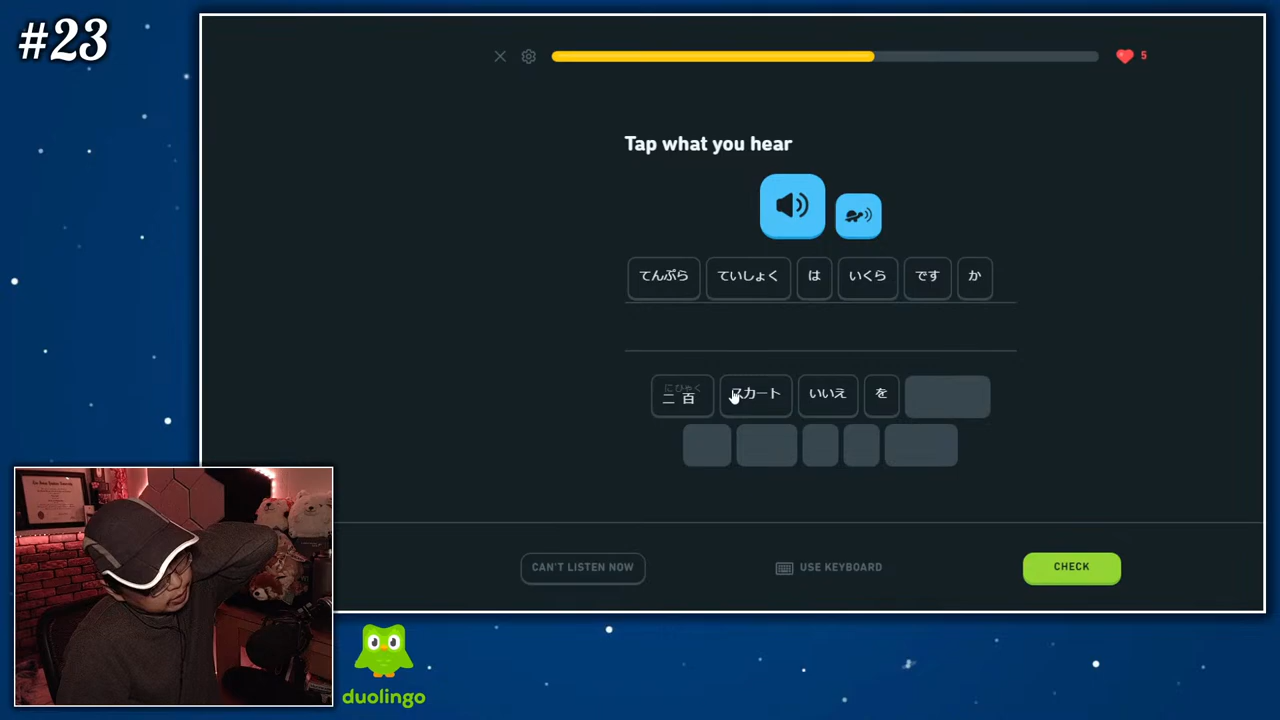 #23
5
Tap what you hear
てんぷら ていしょく は いくら です か
にひゃく
二百 スカート いいえ を
CAN'T LISTEN NOW USE KEYBOARD CHECK
duolingo